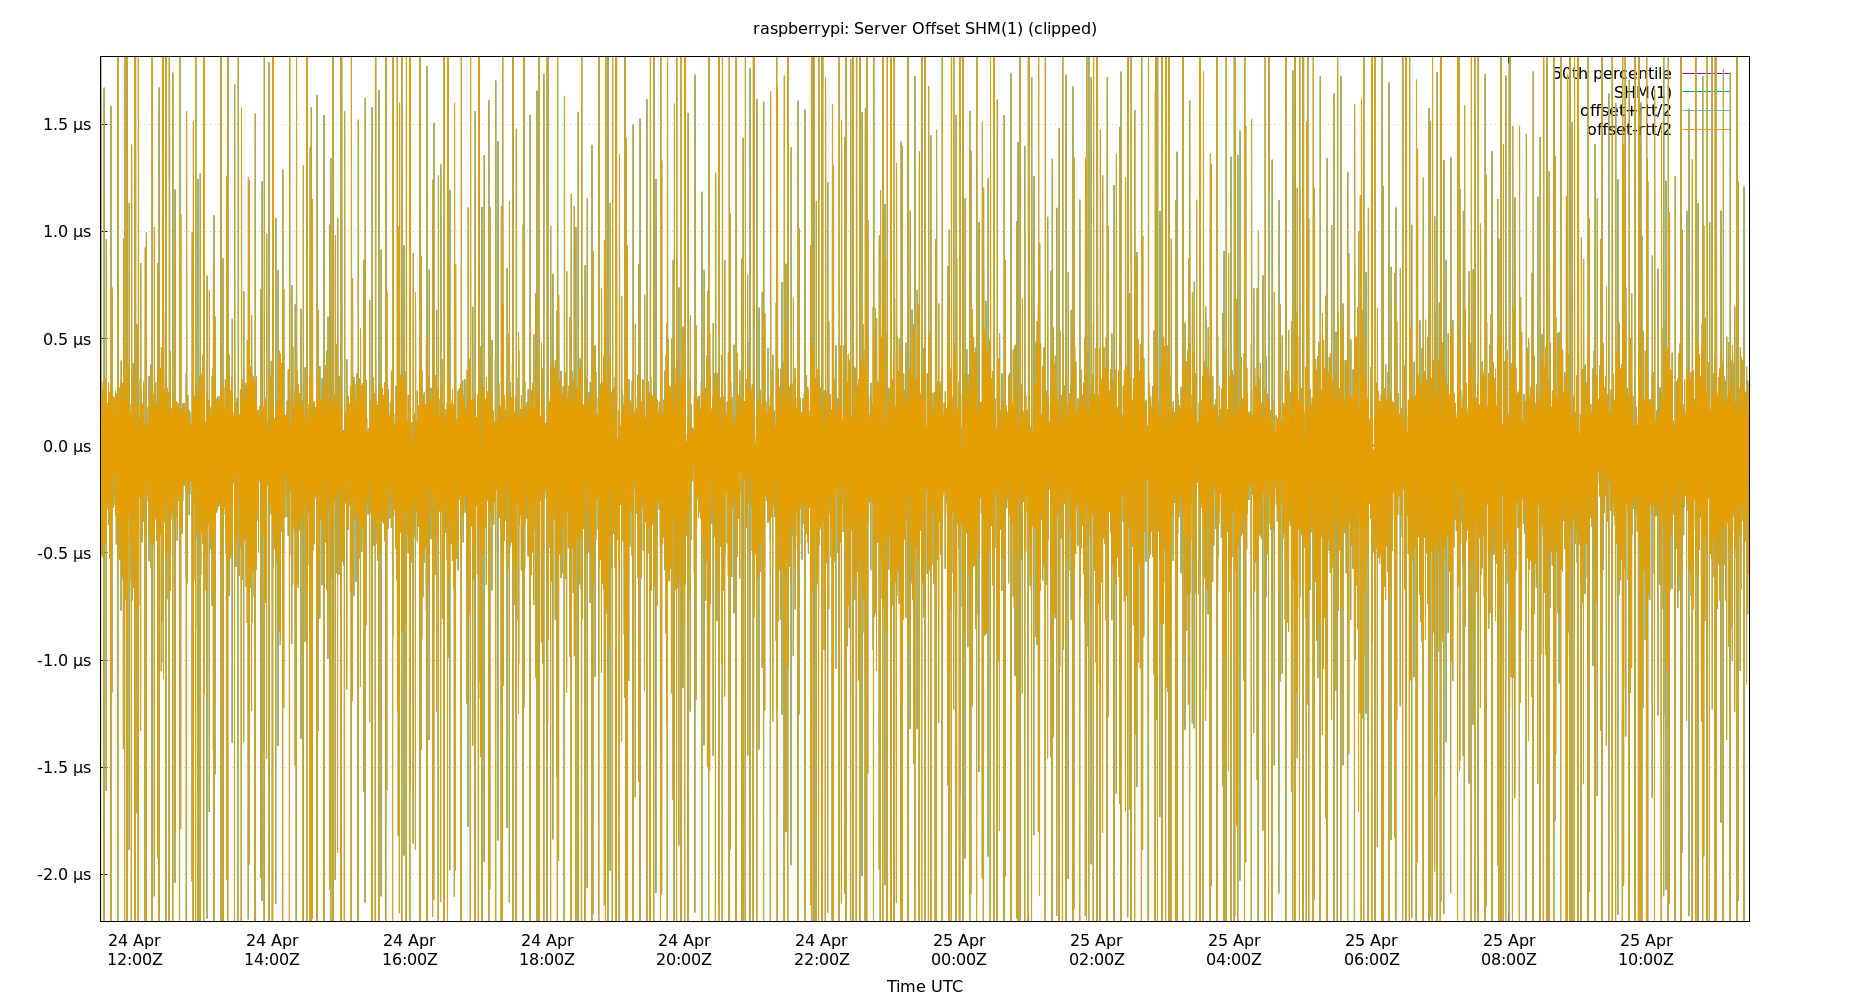 raspberrypi: Server Offset SHM(1) (clipped)
50th percentile
SHM(1)
offset+rtt/2
offset-rtt/2
1.5 µs
1.0 µs
0.5 µs
0.0 µs
-0.5 µs
-1.0 µs
-1.5 µs
-2.0 µs
24 Apr 24 Apr 24 Apr 24 Apr 24 Apr 24 Apr 25 Apr 25 Apr 25 Apr 25 Apr 25 Apr 25 Apr
12:00Z 14:00Z 16:00Z 18:00Z 20:00Z 22:00Z 00:00Z 02:00Z 04:00Z 06:00Z 08:00Z 10:00Z
Time UTC